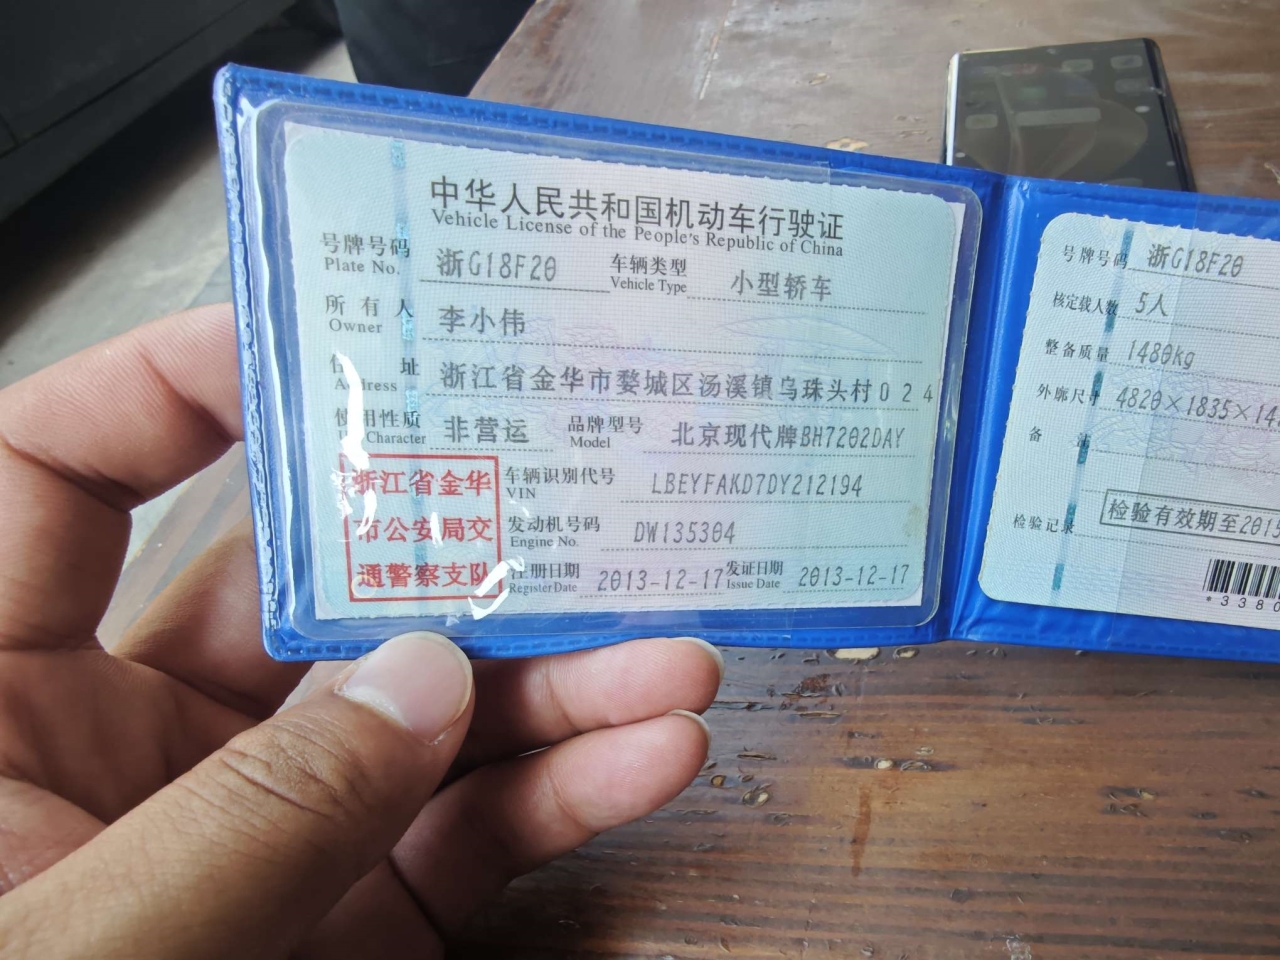 中华人民共和国机动车行驶证
Vehicle License of the People's Republic of China
号牌号码 浙G18F20 车辆类型 小型轿车
Plate No. Vehicle Type
所有人 李小伟
Owner
住址 浙江省金华市婺城区汤溪镇乌珠头村024
Address
使用性质 非营运 品牌型号 北京现代牌BH7202DAY
Character Model
浙江省金华
市公安局交
通警察支队
车辆识别代号 LBEYFAKD7DY212194
VIN
发动机号码 DW135304
Engine No.
注册日期 2013-12-17 发证日期 2013-12-17
Register Date Issue Date
号牌号码 浙G18F20
核定载人数 5人
整备质量 1480kg
外廓尺寸 4820×1835×14
备
检验有效期至201
检验记录
*3380